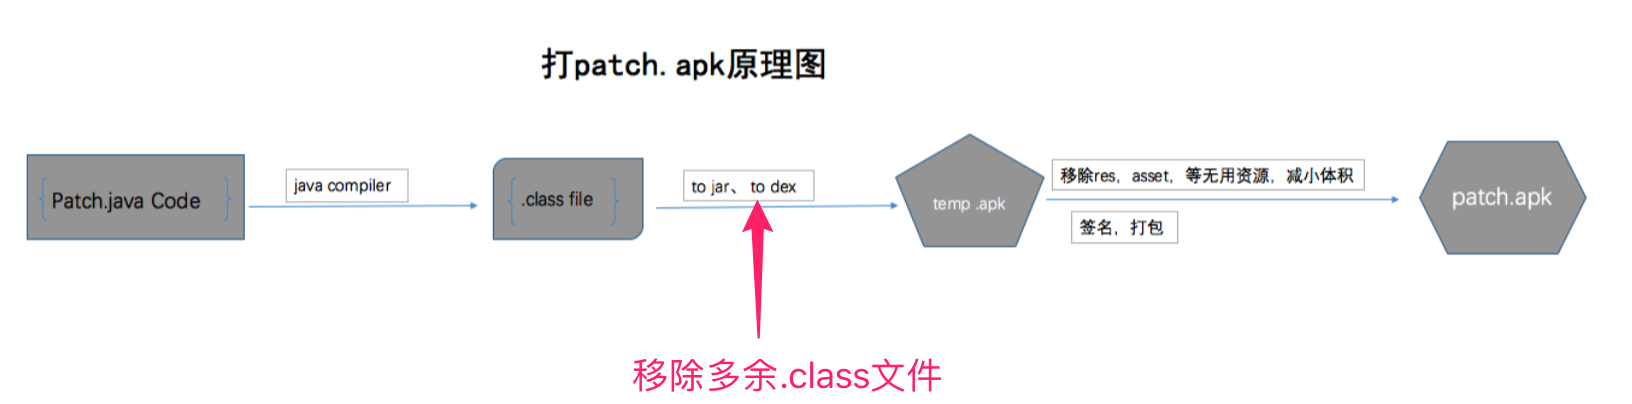 打patch.apk原理图
Patch.java Code
java compiler
.class file
to jar、to dex
temp .apk
移除res，asset，等无用资源，减小体积
签名，打包
patch.apk
移除多余.class文件